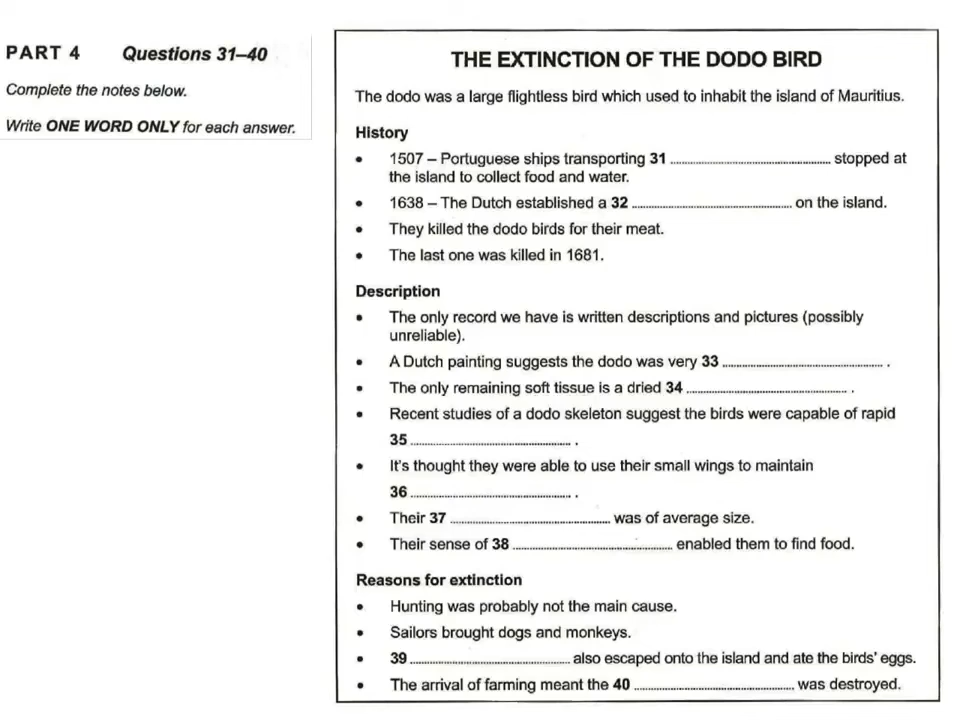 PART 4 Questions 31–40
Complete the notes below.
Write ONE WORD ONLY for each answer.
THE EXTINCTION OF THE DODO BIRD
The dodo was a large flightless bird which used to inhabit the island of Mauritius.
History
• 1507 – Portuguese ships transporting 31 ........................ stopped at
the island to collect food and water.
• 1638 – The Dutch established a 32 ........................ on the island.
• They killed the dodo birds for their meat.
• The last one was killed in 1681.
Description
• The only record we have is written descriptions and pictures (possibly
unreliable).
• A Dutch painting suggests the dodo was very 33 ........................ .
• The only remaining soft tissue is a dried 34 ........................ .
• Recent studies of a dodo skeleton suggest the birds were capable of rapid
35 ........................ .
• It's thought they were able to use their small wings to maintain
36 ........................ .
• Their 37 ........................ was of average size.
• Their sense of 38 ........................ enabled them to find food.
Reasons for extinction
• Hunting was probably not the main cause.
• Sailors brought dogs and monkeys.
• 39 ........................ also escaped onto the island and ate the birds' eggs.
• The arrival of farming meant the 40 ........................ was destroyed.